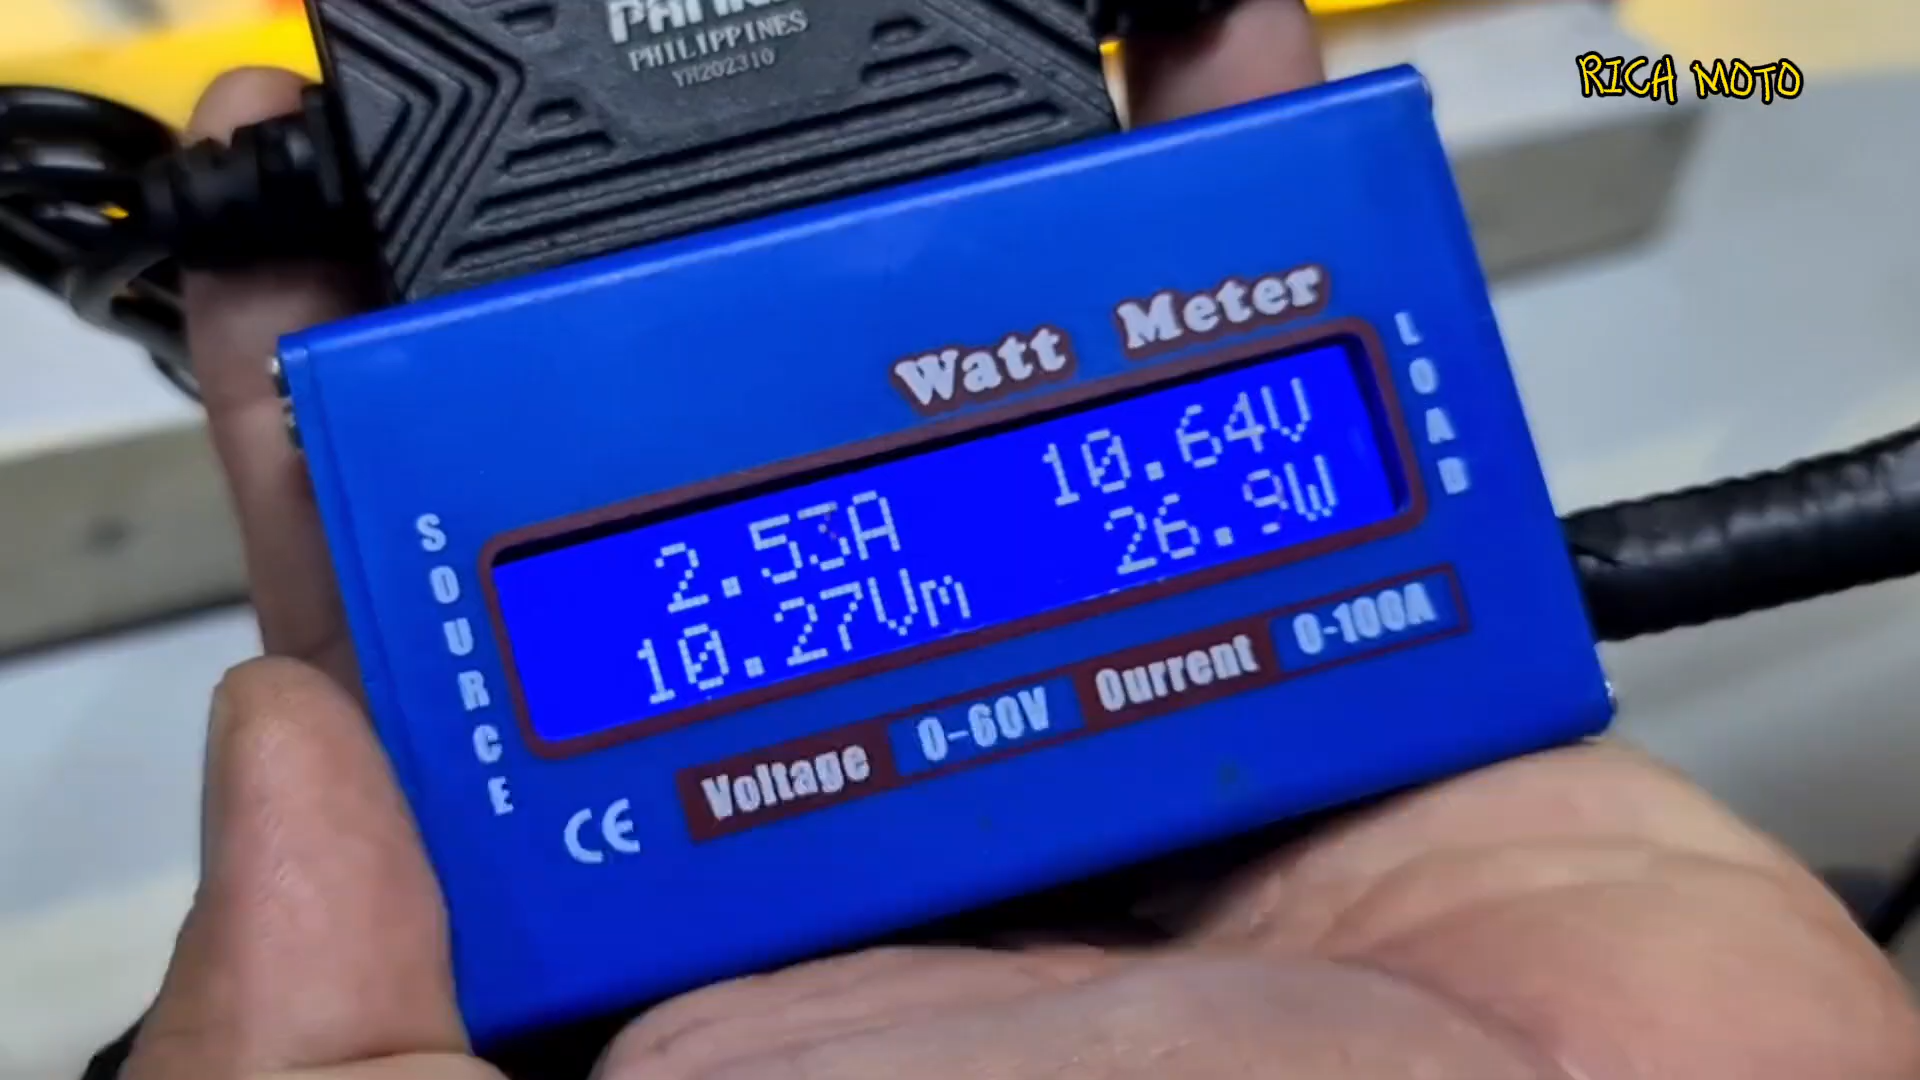 PHILIPPINES
YH202310
RICA MOTO
Watt Meter
SOURCE
LOAD
2.53A 10.64V
10.27Vm 26.9W
Voltage 0-60V Current 0-100A
CE